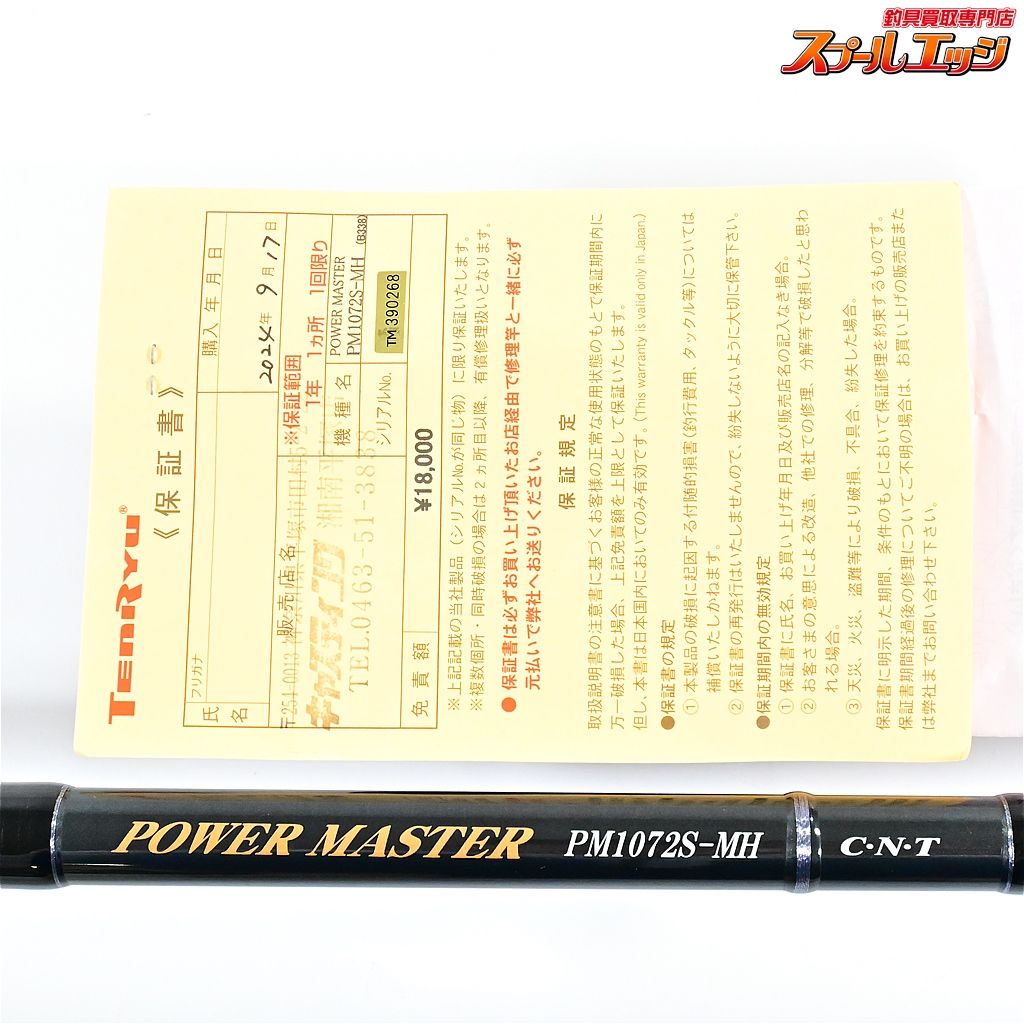 釣具買取専門店
スプールエッジ
TENRYU®
《保証書》
フリガナ
氏名
購入年月日
2024年9月17日
販売店名
〒254-0013
キャスティング 湘南平
TEL.0463-51-3888
※保証範囲
1年 1ヵ所 1回限り
機種名
POWER MASTER
PM1072S-MH (B338)
シリアルNo.
TM390268
免責額
¥18,000
※上記記載の当社製品(シリアルNo.が同じ物)に限り保証いたします。
※複数個所・同時破損の場合は2ヵ所目以降、有償修理扱いとなります。
●保証書は必ずお買い上げ頂いたお店経由で修理竿と一緒に必ず
元払いで弊社へお送りください。
保証規定
取扱説明書の注意書に基づくお客様の正常な使用状態のもとで保証期間内に
万一破損した場合、上記免責額を上限として保証いたします。
但し、本書は日本国内においてのみ有効です。(This warranty is valid only in Japan.)
●保証書の規定
① 本製品の破損に起因する付随的損害(釣行費用、タックル等)については
補償いたしかねます。
② 保証書の再発行はいたしませんので、紛失しないように大切に保管下さい。
●保証期間内の無効規定
① 保証書に氏名、お買い上げ年月日及び販売店名の記入なき場合。
② お客さまの意思による改造、他社での修理、分解等で破損したと思わ
れる場合。
③ 天災、火災、盗難等により破損、不具合、紛失した場合。
保証書に明示した期間、条件のもとにおいて保証修理を約束するものです。
保証書期間経過後の修理についてご不明の場合は、お買い上げの販売店また
は弊社までお問い合わせ下さい。
POWER MASTER PM1072S-MH C・N・T